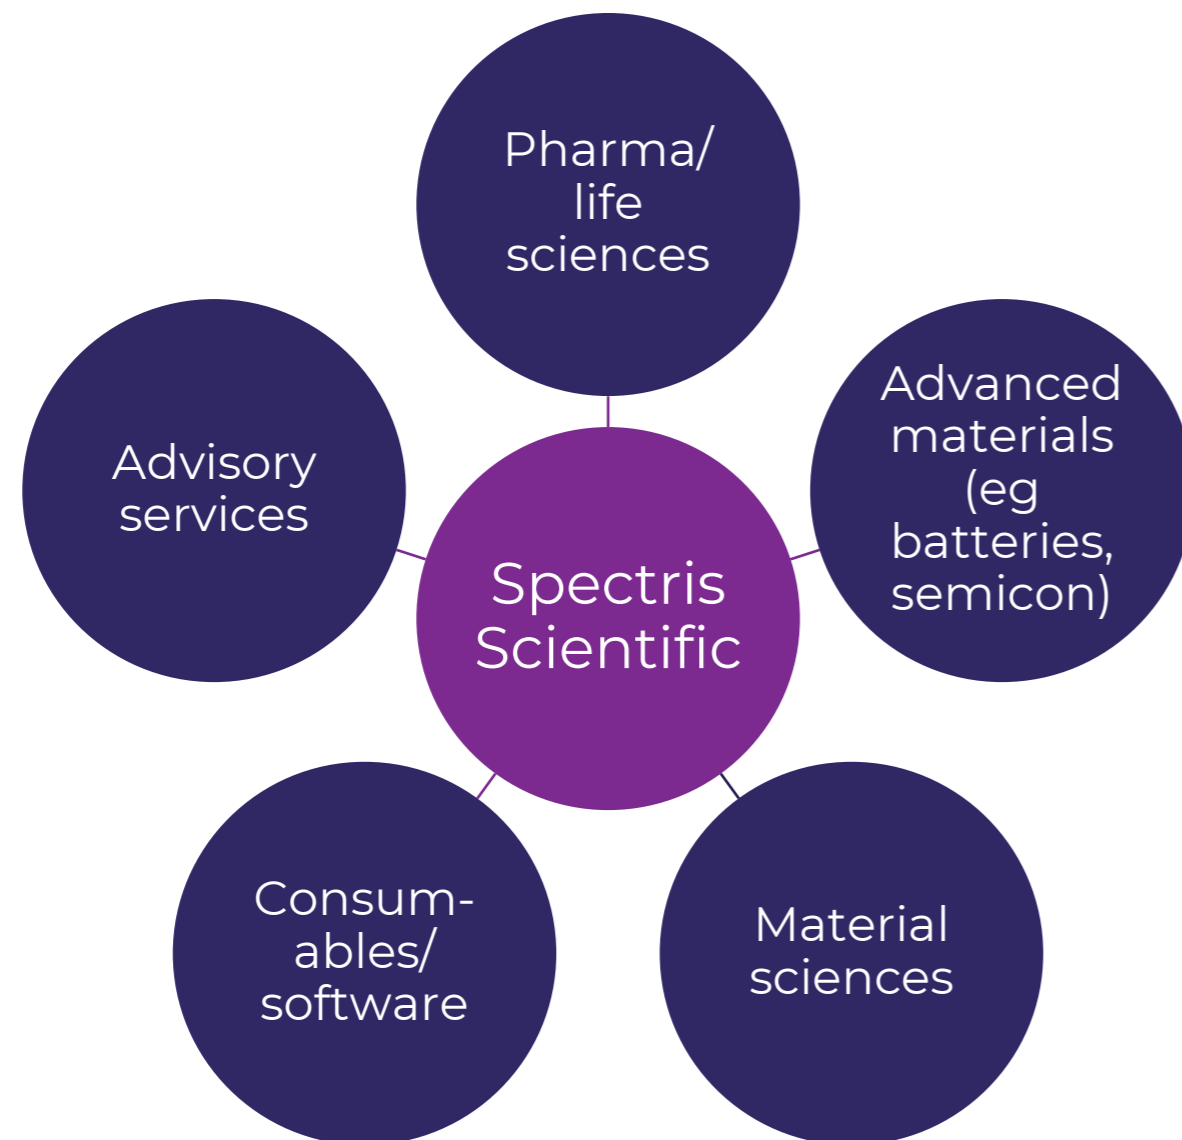 Pharma/
life
sciences
Advanced
materials
(eg
batteries,
semicon)
Advisory
services
Spectris
Scientific
Consum-
ables/
software
Material
sciences